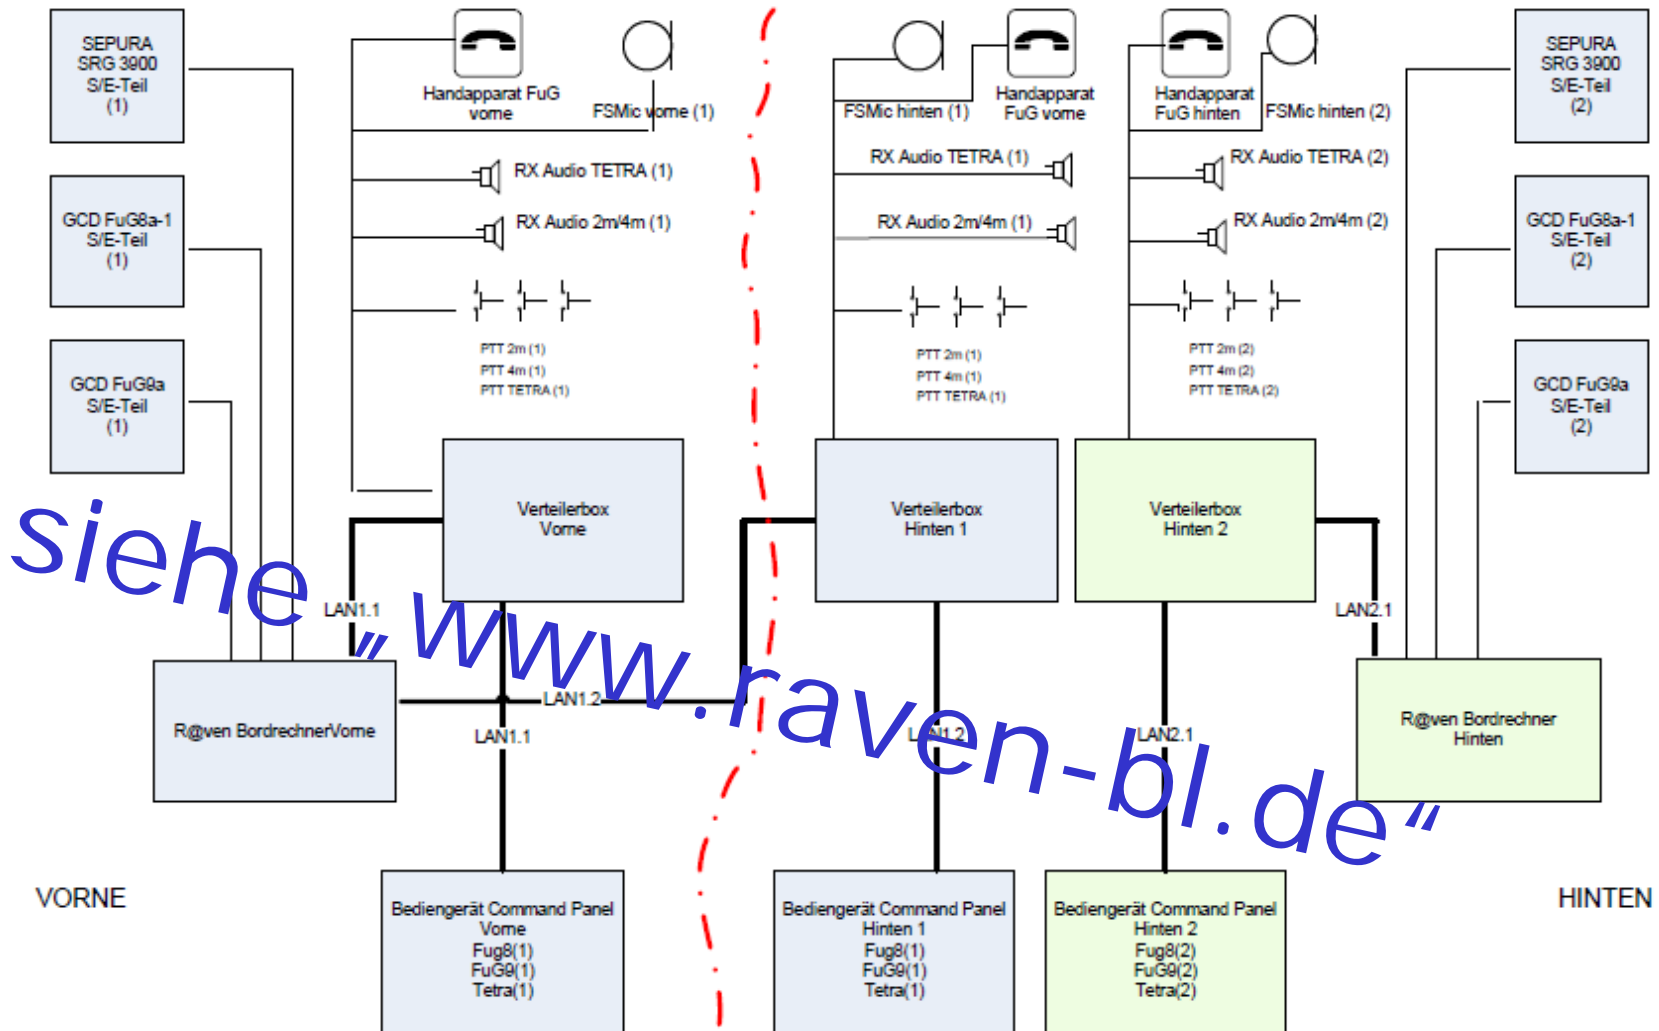 SEPURA
SRG 3900
S/E-Teil
(1)
Handapparat FuG
vorne
FSMic vorne (1)
FSMic hinten (1)
Handapparat
FuG vorne
Handapparat
FuG hinten
FSMic hinten (2)
SEPURA
SRG 3900
S/E-Teil
(2)
RX Audio TETRA (1)
RX Audio TETRA (1)
RX Audio TETRA (2)
GCD FuG8a-1
S/E-Teil
(1)
RX Audio 2m/4m (1)
RX Audio 2m/4m (1)
RX Audio 2m/4m (2)
GCD FuG8a-1
S/E-Teil
(2)
PTT 2m (1)
PTT 4m (1)
PTT TETRA (1)
PTT 2m (1)
PTT 4m (1)
PTT TETRA (1)
PTT 2m (2)
PTT 4m (2)
PTT TETRA (2)
GCD FuG9a
S/E-Teil
(1)
GCD FuG9a
S/E-Teil
(2)
Verteilerbox
Vorne
Verteilerbox
Hinten 1
Verteilerbox
Hinten 2
siehe „www.raven-bl.de“
LAN1.1
LAN2.1
LAN1.2
R@ven BordrechnerVorne
LAN1.1
LAN1.2
LAN2.1
R@ven Bordrechner
Hinten
VORNE
HINTEN
Bediengerät Command Panel
Vorne
Fug8(1)
FuG9(1)
Tetra(1)
Bediengerät Command Panel
Hinten 1
Fug8(1)
FuG9(1)
Tetra(1)
Bediengerät Command Panel
Hinten 2
Fug8(2)
FuG9(2)
Tetra(2)